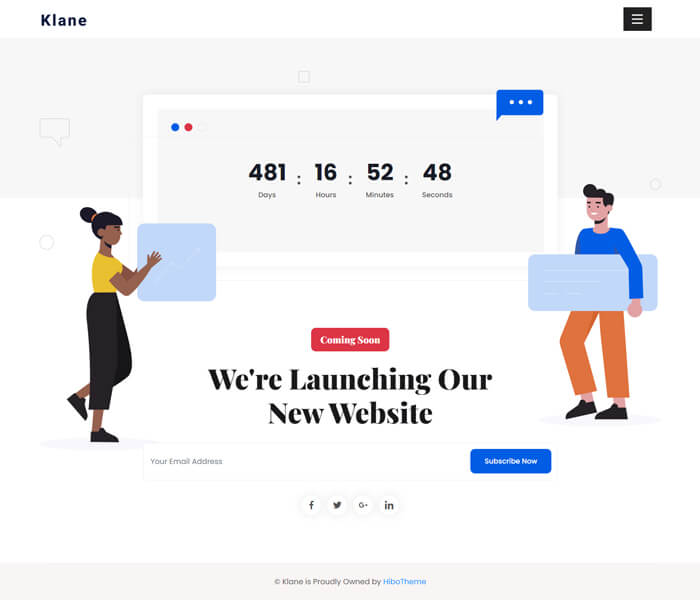 Klane
481 : 16 : 52 : 48
Days Hours Minutes Seconds
Coming Soon
We're Launching Our
New Website
Your Email Address
Subscribe Now
f G+ in
© Klane is Proudly Owned by HiboTheme